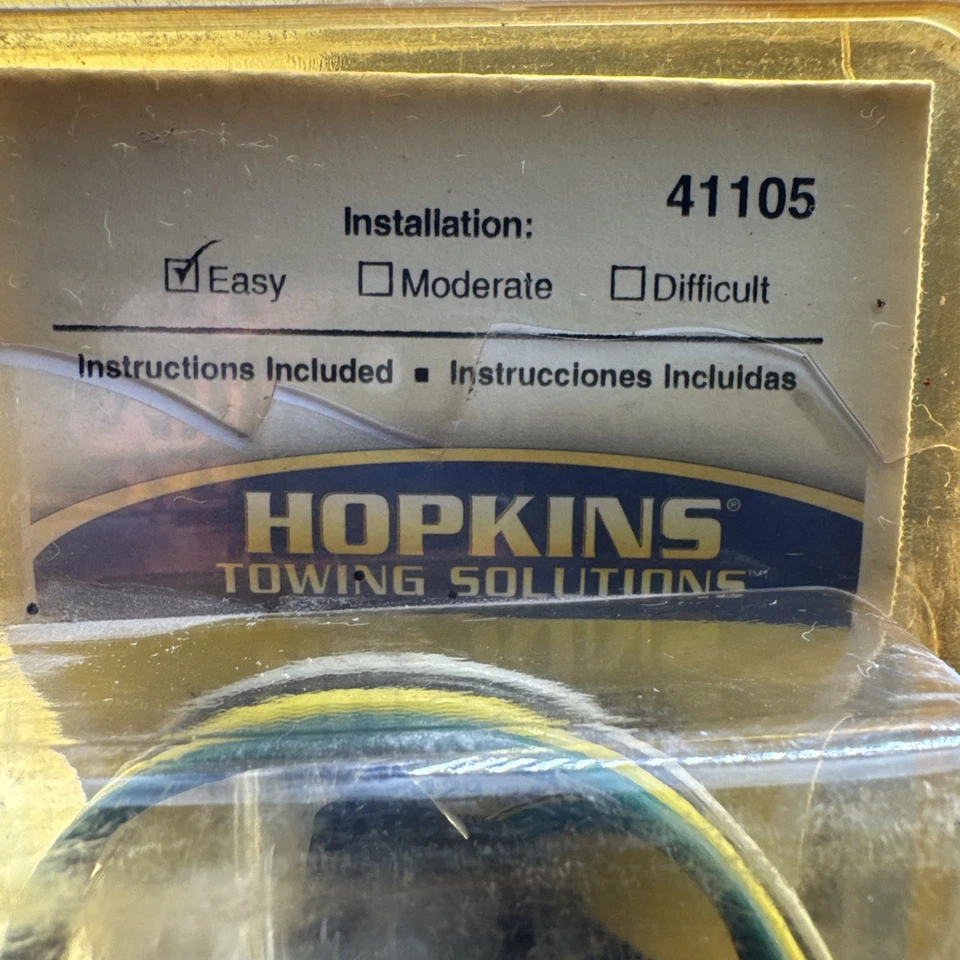 41105
Installation:
☑ Easy ☐ Moderate ☐ Difficult
Instructions Included ▪ Instrucciones Incluidas
HOPKINS®
TOWING SOLUTIONS™